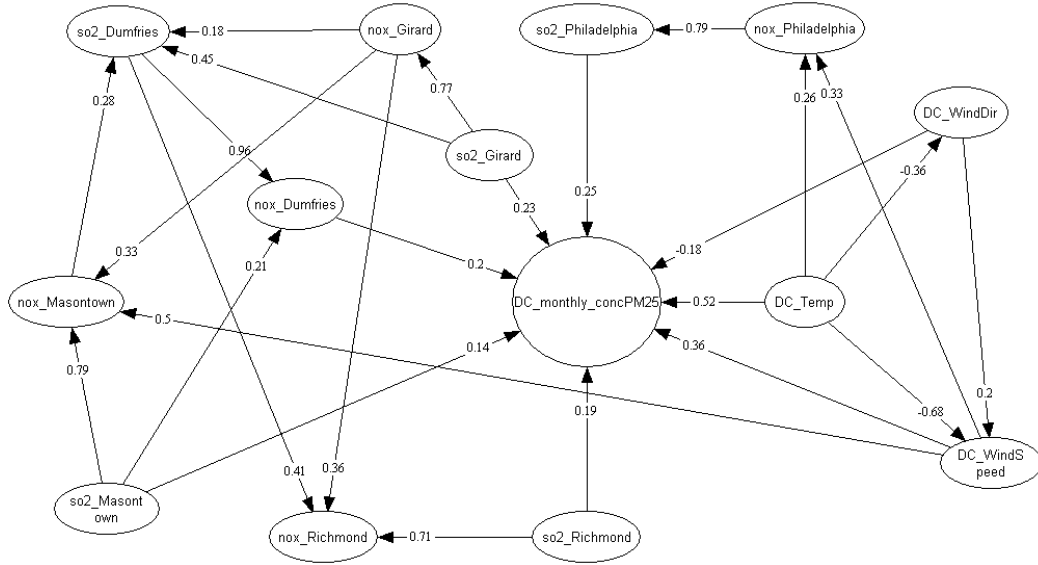 so2_Dumfries
0.18
nox_Girard
so2_Philadelphia
0.79
nox_Philadelphia
0.45
0.77
0.28
0.26
0.33
DC_WindDir
0.96
so2_Girard
-0.36
0.25
nox_Dumfries
0.23
-0.18
0.33
0.21
0.2
nox_Masontown
DC_monthly_concPM25
0.52
DC_Temp
0.5
0.14
0.36
0.79
0.2
0.19
-0.68
DC_WindS
peed
0.41
0.36
so2_Masont
own
nox_Richmond
0.71
so2_Richmond